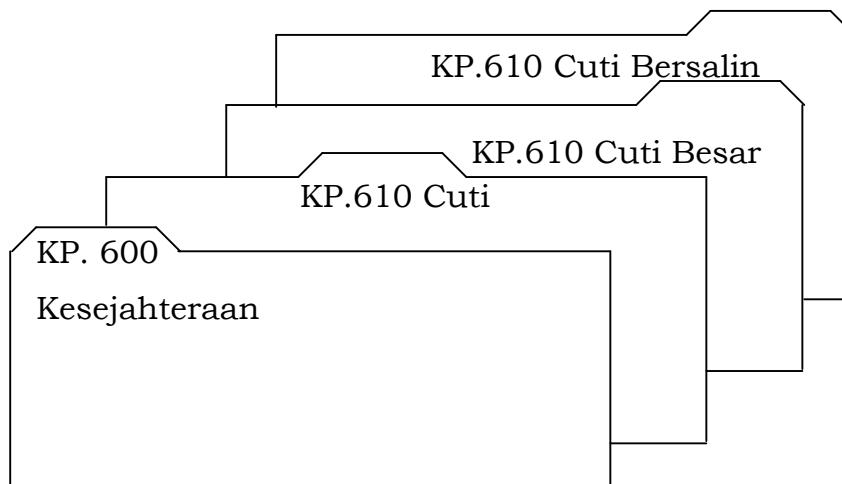 KP.610 Cuti Bersalin
KP.610 Cuti Besar
KP.610 Cuti
KP. 600
Kesejahteraan